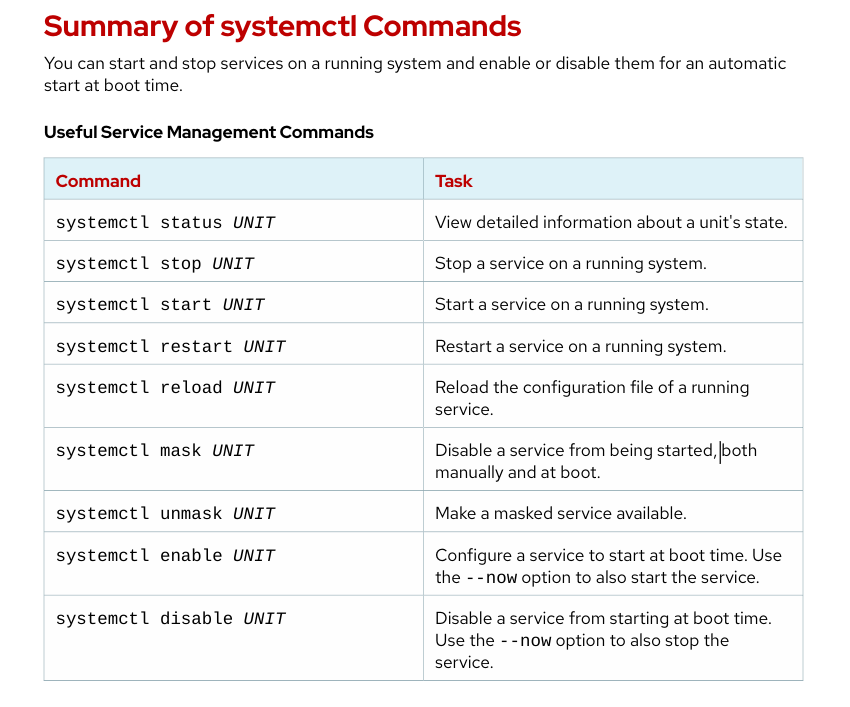 Summary of systemctl Commands
You can start and stop services on a running system and enable or disable them for an automatic
start at boot time.
Useful Service Management Commands
Command Task
systemctl status UNIT View detailed information about a unit's state.
systemctl stop UNIT Stop a service on a running system.
systemctl start UNIT Start a service on a running system.
systemctl restart UNIT Restart a service on a running system.
systemctl reload UNIT Reload the configuration file of a running
service.
systemctl mask UNIT Disable a service from being started, both
manually and at boot.
systemctl unmask UNIT Make a masked service available.
systemctl enable UNIT Configure a service to start at boot time. Use
the --now option to also start the service.
systemctl disable UNIT Disable a service from starting at boot time.
Use the --now option to also stop the
service.